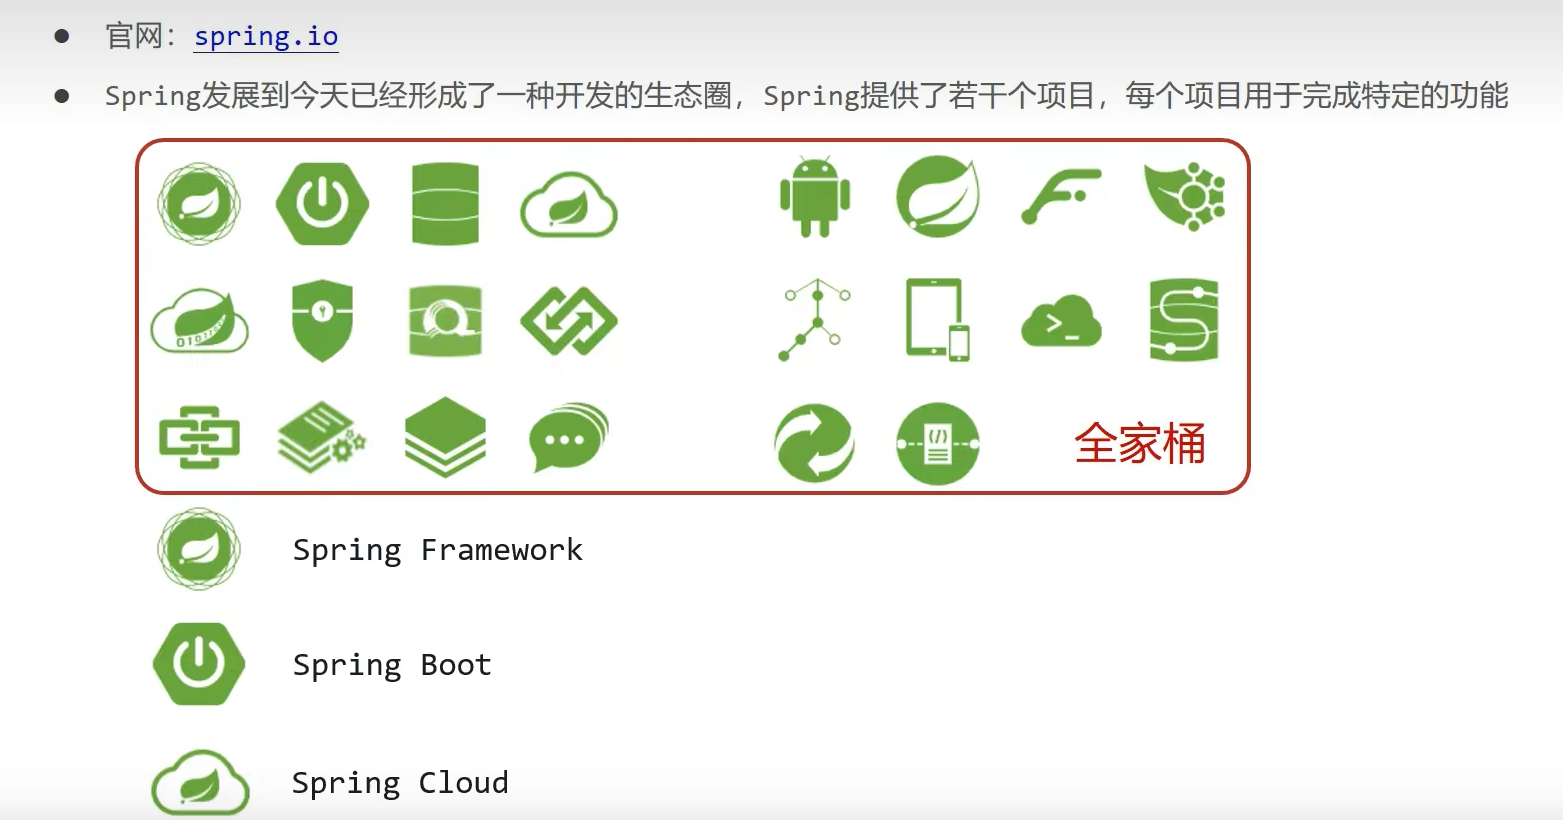 官网：spring.io
Spring发展到今天已经形成了一种开发的生态圈，Spring提供了若干个项目，每个项目用于完成特定的功能
全家桶
Spring Framework
Spring Boot
Spring Cloud